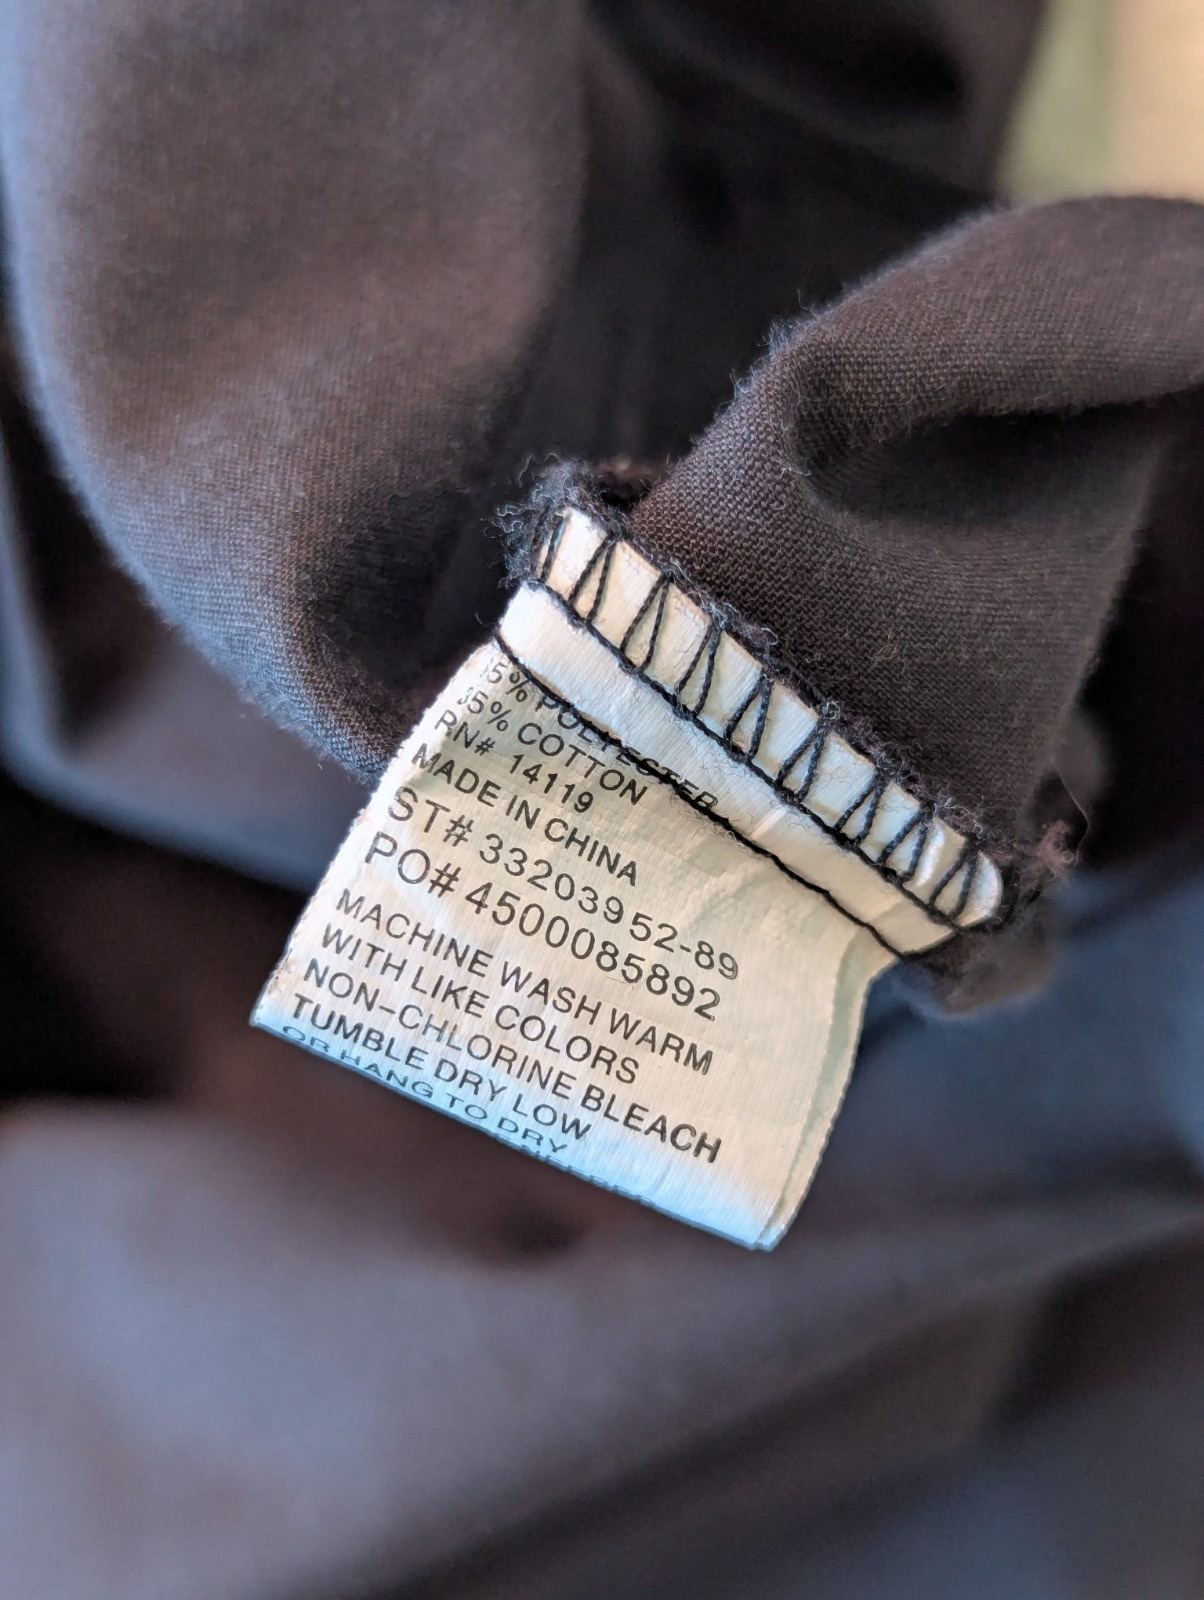 5% POLYESTER
35% COTTON
RN# 14119
MADE IN CHINA
ST# 33203952-89
PO# 4500085892
MACHINE WASH WARM
WITH LIKE COLORS
NON-CHLORINE BLEACH
TUMBLE DRY LOW
OR HANG TO DRY